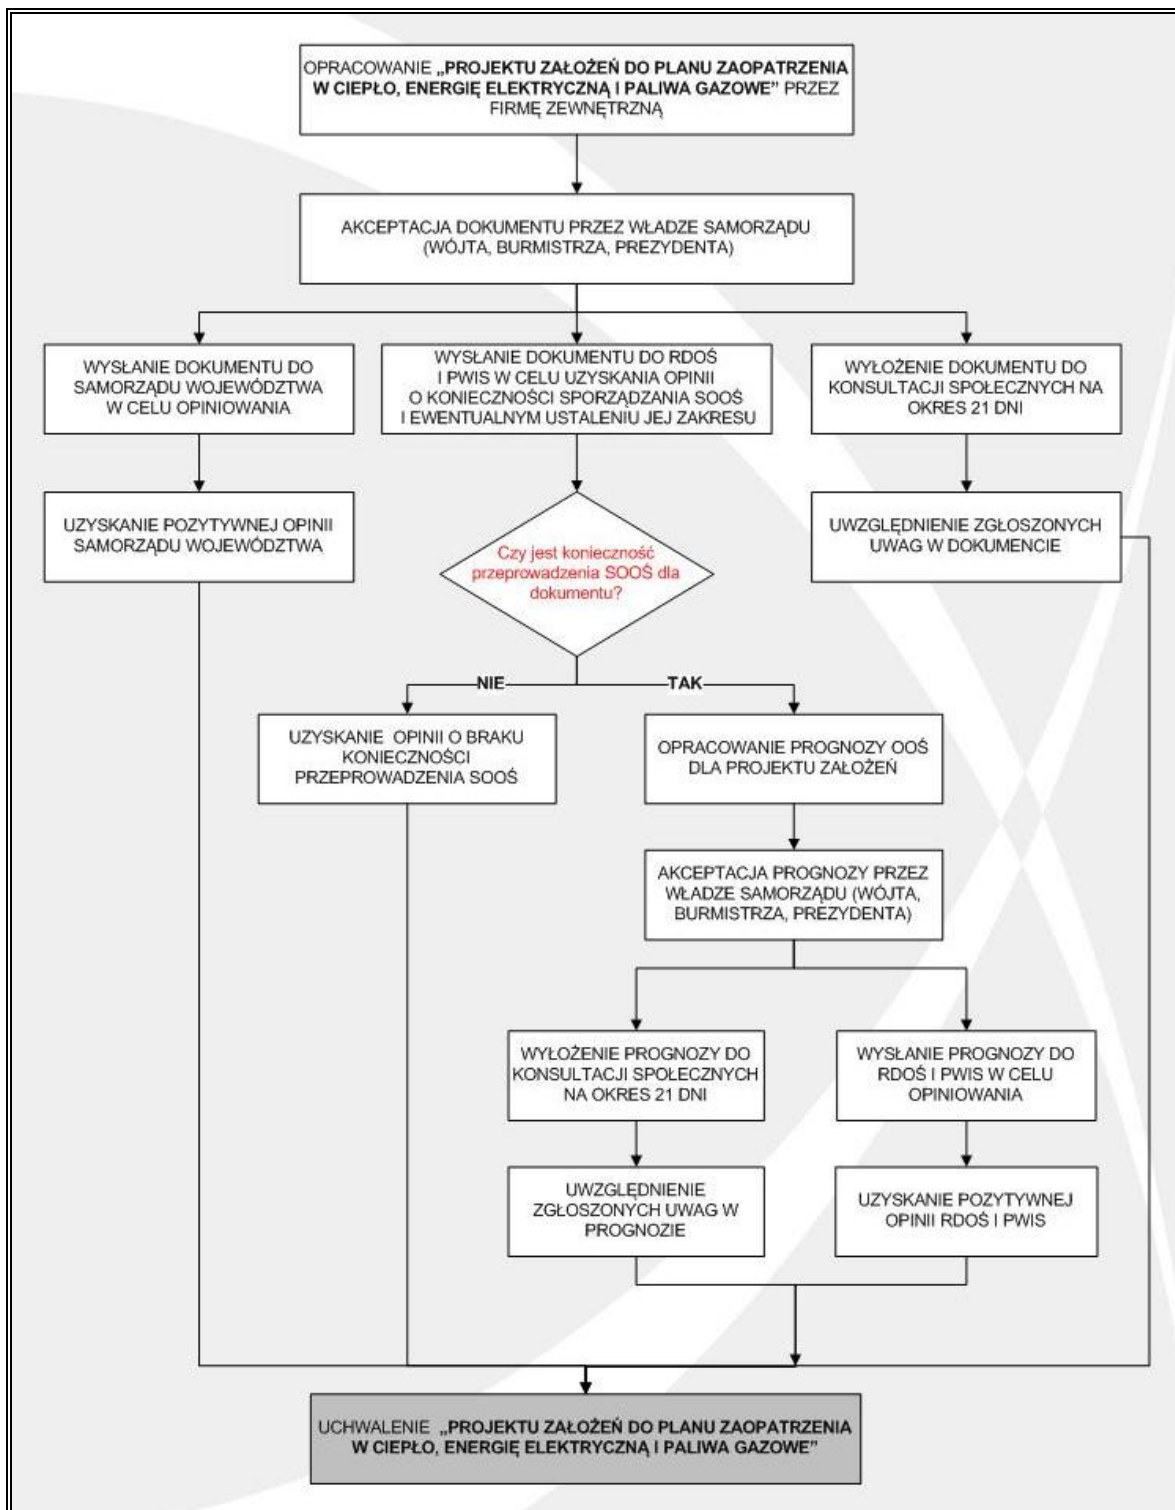 OPRACOWANIE „PROJEKTU ZAŁOŻEŃ DO PLANU ZAOPATRZENIA
W CIEPŁO, ENERGIĘ ELEKTRYCZNĄ I PALIWA GAZOWE” PRZEZ
FIRMĘ ZEWNĘTRZNĄ
AKCEPTACJA DOKUMENTU PRZEZ WŁADZE SAMORZĄDU
(WÓJTA, BURMISTRZA, PREZYDENTA)
WYSŁANIE DOKUMENTU DO
SAMORZĄDU WOJEWÓDZTWA
W CELU OPINIOWANIA
WYSŁANIE DOKUMENTU DO RDOŚ
I PWIS W CELU UZYSKANIA OPINII
O KONIECZNOŚCI SPORZĄDZANIA SOOŚ
I EWENTUALNYM USTALENIU JEJ ZAKRESU
WYŁOŻENIE DOKUMENTU DO
KONSULTACJI SPOŁECZNYCH NA
OKRES 21 DNI
UZYSKANIE POZYTYWNEJ OPINII
SAMORZĄDU WOJEWÓDZTWA
Czy jest konieczność
przeprowadzenia SOOŚ dla
dokumentu?
UWZGLĘDNIENIE ZGŁOSZONYCH
UWAG W DOKUMENCIE
NIE
TAK
UZYSKANIE OPINII O BRAKU
KONIECZNOŚCI
PRZEPROWADZENIA SOOŚ
OPRACOWANIE PROGNOZY OOŚ
DLA PROJEKTU ZAŁOŻEŃ
AKCEPTACJA PROGNOZY PRZEZ
WŁADZE SAMORZĄDU (WÓJTA,
BURMISTRZA, PREZYDENTA)
WYŁOŻENIE PROGNOZY DO
KONSULTACJI SPOŁECZNYCH
NA OKRES 21 DNI
WYSŁANIE PROGNOZY DO
RDOŚ I PWIS W CELU
OPINIOWANIA
UWZGLĘDNIENIE
ZGŁOSZONYCH UWAG W
PROGNOZIE
UZYSKANIE POZYTYWNEJ
OPINII RDOŚ I PWIS
UCHWALENIE „PROJEKTU ZAŁOŻEŃ DO PLANU ZAOPATRZENIA
W CIEPŁO, ENERGIĘ ELEKTRYCZNĄ I PALIWA GAZOWE”